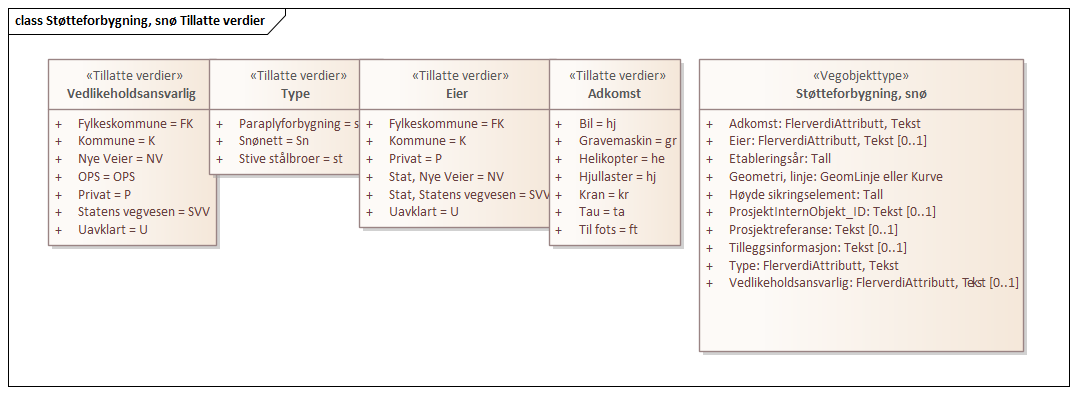 class Støtteforbygning, snø Tillatte verdier
«Tillatte verdier»
Vedlikeholdsansvarlig
+ Fylkeskommune = FK
+ Kommune = K
+ Nye Veier = NV
+ OPS = OPS
+ Privat = P
+ Statens vegvesen = SVV
+ Uavklart = U
«Tillatte verdier»
Type
+ Paraplyforbygning = s
+ Snønett = Sn
+ Stive stålbroer = st
«Tillatte verdier»
Eier
+ Fylkeskommune = FK
+ Kommune = K
+ Privat = P
+ Stat, Nye Veier = NV
+ Stat, Statens vegvesen = SVV
+ Uavklart = U
«Tillatte verdier»
Adkomst
+ Bil = hj
+ Gravemaskin = gr
+ Helikopter = he
+ Hjullaster = hj
+ Kran = kr
+ Tau = ta
+ Til fots = ft
«Vegobjekttype»
Støtteforbygning, snø
+ Adkomst: FlerverdiAttributt, Tekst
+ Eier: FlerverdiAttributt, Tekst [0..1]
+ Etableringsår: Tall
+ Geometri, linje: GeomLinje eller Kurve
+ Høyde sikringselement: Tall
+ ProsjektInternObjekt_ID: Tekst [0..1]
+ Prosjektreferanse: Tekst [0..1]
+ Tilleggsinformasjon: Tekst [0..1]
+ Type: FlerverdiAttributt, Tekst
+ Vedlikeholdsansvarlig: FlerverdiAttributt, Tekst [0..1]